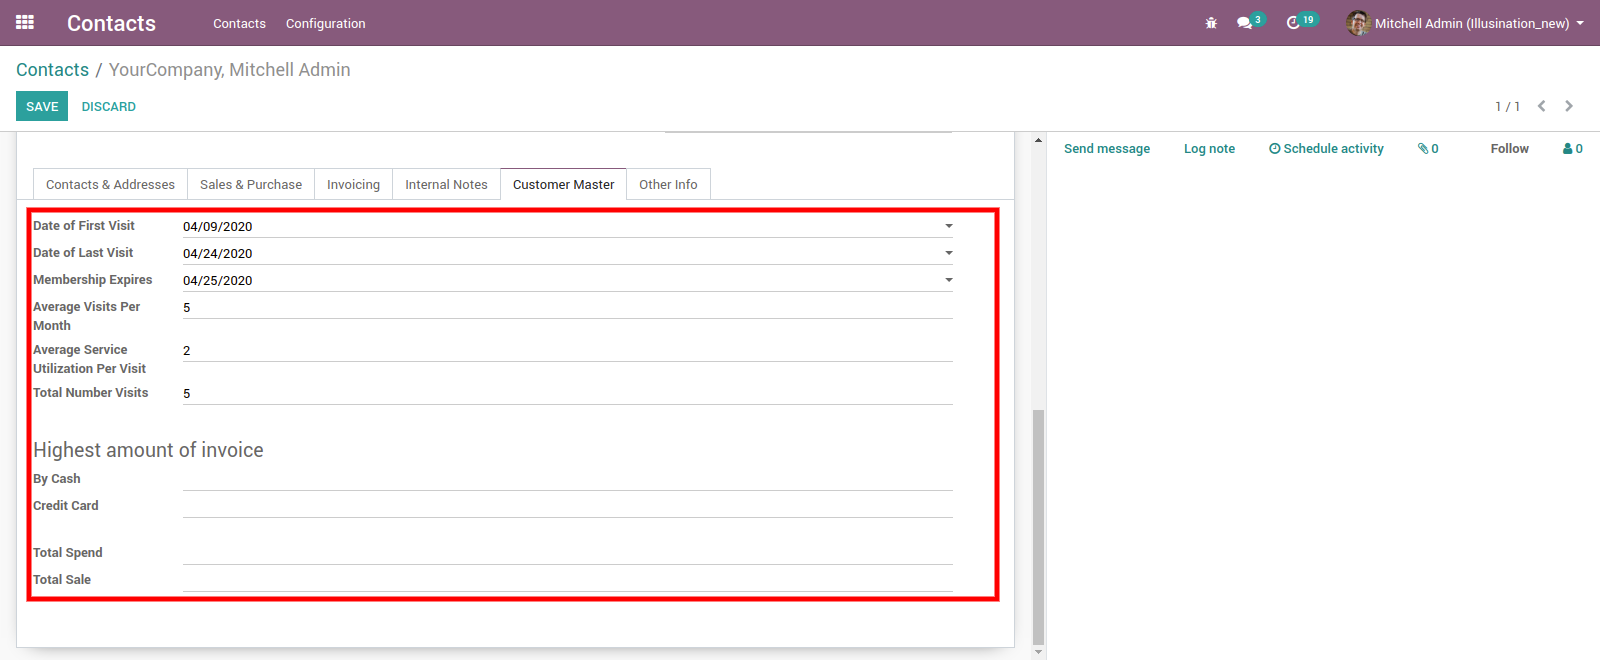 Contacts Contacts Configuration 3 19 Mitchell Admin (Illusination_new)
Contacts / YourCompany, Mitchell Admin
SAVE DISCARD 1 / 1
Send message Log note Schedule activity 0 Follow 0
Contacts & Addresses Sales & Purchase Invoicing Internal Notes Customer Master Other Info
Date of First Visit 04/09/2020
Date of Last Visit 04/24/2020
Membership Expires 04/25/2020
Average Visits Per 5
Month
Average Service 2
Utilization Per Visit
Total Number Visits 5
Highest amount of invoice
By Cash
Credit Card
Total Spend
Total Sale